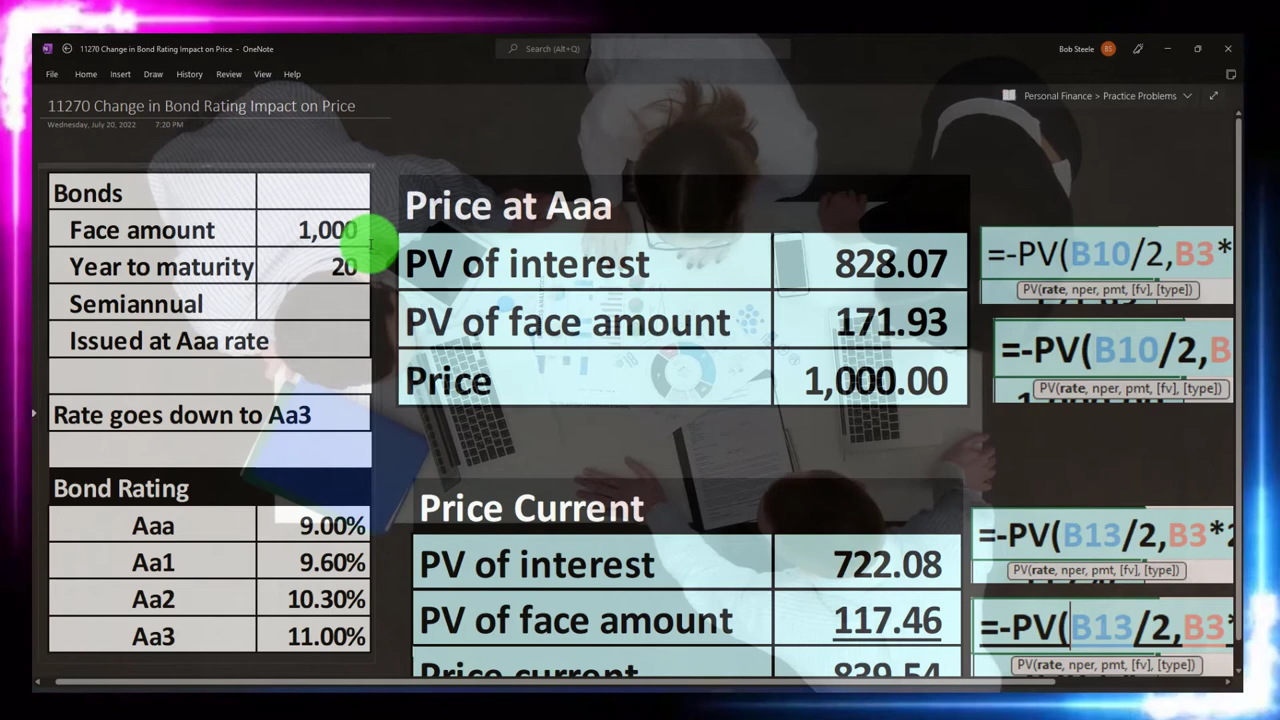 11270 Change in Bond Rating Impact on Price - OneNote
Search (Alt+Q)
Bob Steele BS
File Home Insert Draw History Review View Help
11270 Change in Bond Rating Impact on Price
Personal Finance > Practice Problems
Wednesday, July 20, 2022 7:20 PM
Bonds
Face amount 1,000
Year to maturity 20
Semiannual
Issued at Aaa rate
Rate goes down to Aa3
Bond Rating
Aaa 9.00%
Aa1 9.60%
Aa2 10.30%
Aa3 11.00%
Price at Aaa
PV of interest 828.07
PV of face amount 171.93
Price 1,000.00
=-PV(B10/2,B3*
PV(rate, nper, pmt, [fv], [type])
=-PV(B10/2,B
PV(rate, nper, pmt, [fv], [type])
Price Current
PV of interest 722.08
PV of face amount 117.46
Price current 839.54
=-PV(B13/2,B3*2
PV(rate, nper, pmt, [fv], [type])
=-PV(B13/2,B3*
PV(rate, nper, pmt, [fv], [type])